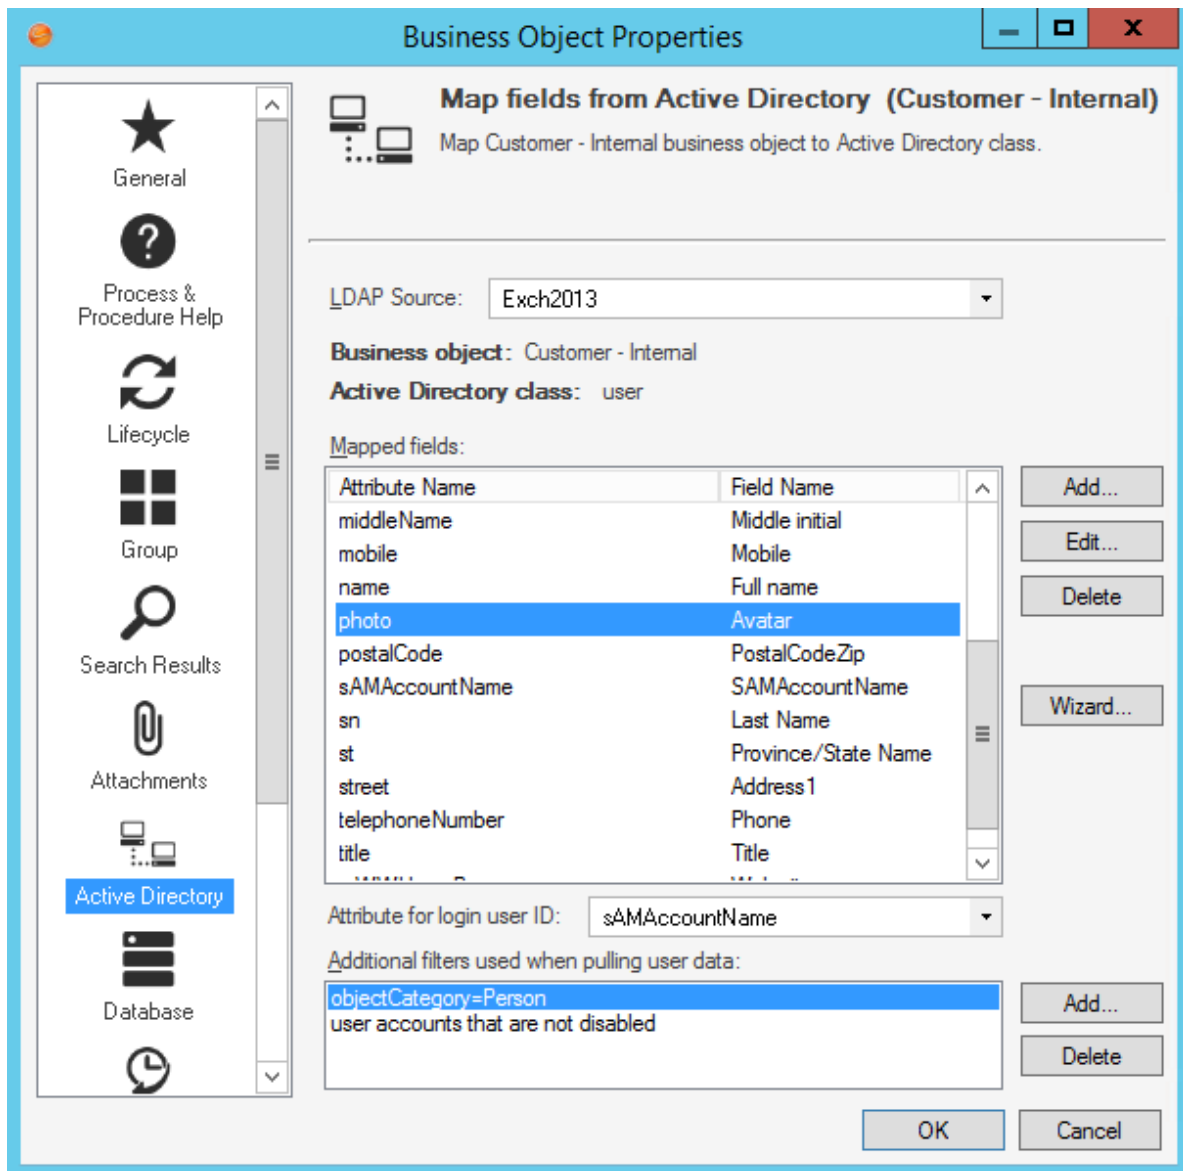 Business Object Properties
General
Process &
Procedure Help
Lifecycle
Group
Search Results
Attachments
Active Directory
Database
Map fields from Active Directory (Customer - Internal)
Map Customer - Internal business object to Active Directory class.
LDAP Source: Exch2013
Business object: Customer - Internal
Active Directory class: user
Mapped fields:
Attribute Name Field Name
middleName Middle initial
mobile Mobile
name Full name
photo Avatar
postalCode PostalCodeZip
sAMAccountName SAMAccountName
sn Last Name
st Province/State Name
street Address1
telephoneNumber Phone
title Title
Add...
Edit...
Delete
Wizard...
Attribute for login user ID: sAMAccountName
Additional filters used when pulling user data:
objectCategory=Person
user accounts that are not disabled
Add...
Delete
OK Cancel